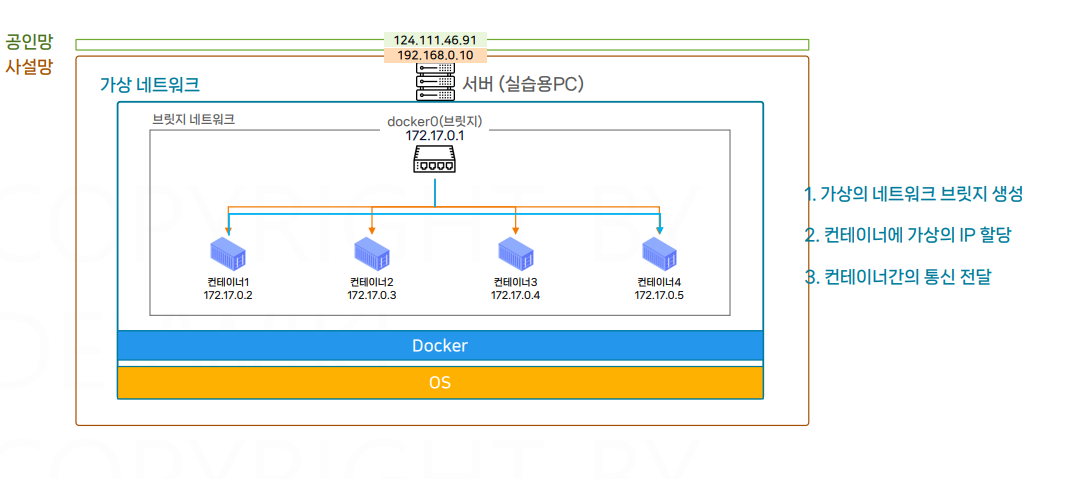 공인망
사설망
124.111.46.91
192.168.0.10
가상 네트워크
서버 (실습용PC)
브릿지 네트워크
docker0(브릿지)
172.17.0.1
컨테이너1
172.17.0.2
컨테이너2
172.17.0.3
컨테이너3
172.17.0.4
컨테이너4
172.17.0.5
Docker
OS
1. 가상의 네트워크 브릿지 생성
2. 컨테이너에 가상의 IP 할당
3. 컨테이너간의 통신 전달
COPYRIGHT BY
COPYRIGHT BY